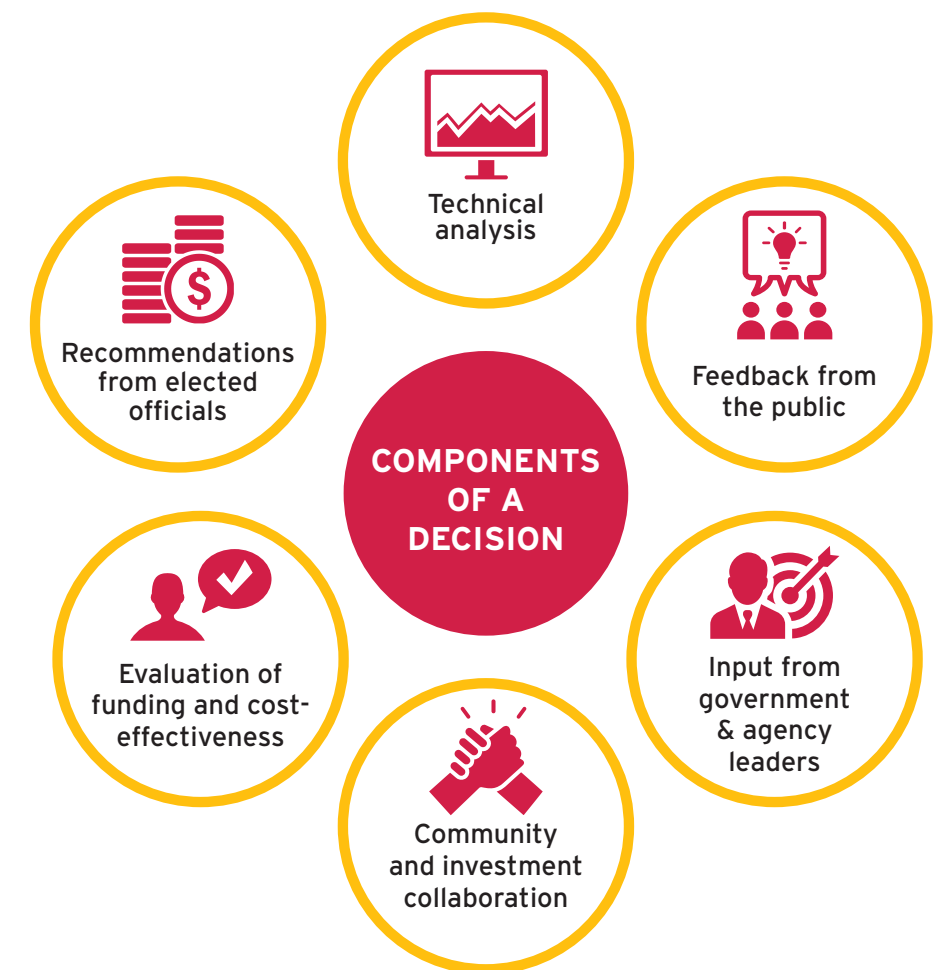 Technical
analysis
Feedback from
the public
Input from
government
& agency
leaders
Community
and investment
collaboration
Evaluation of
funding and cost-
effectiveness
Recommendations
from elected
officials
$
COMPONENTS
OF A
DECISION